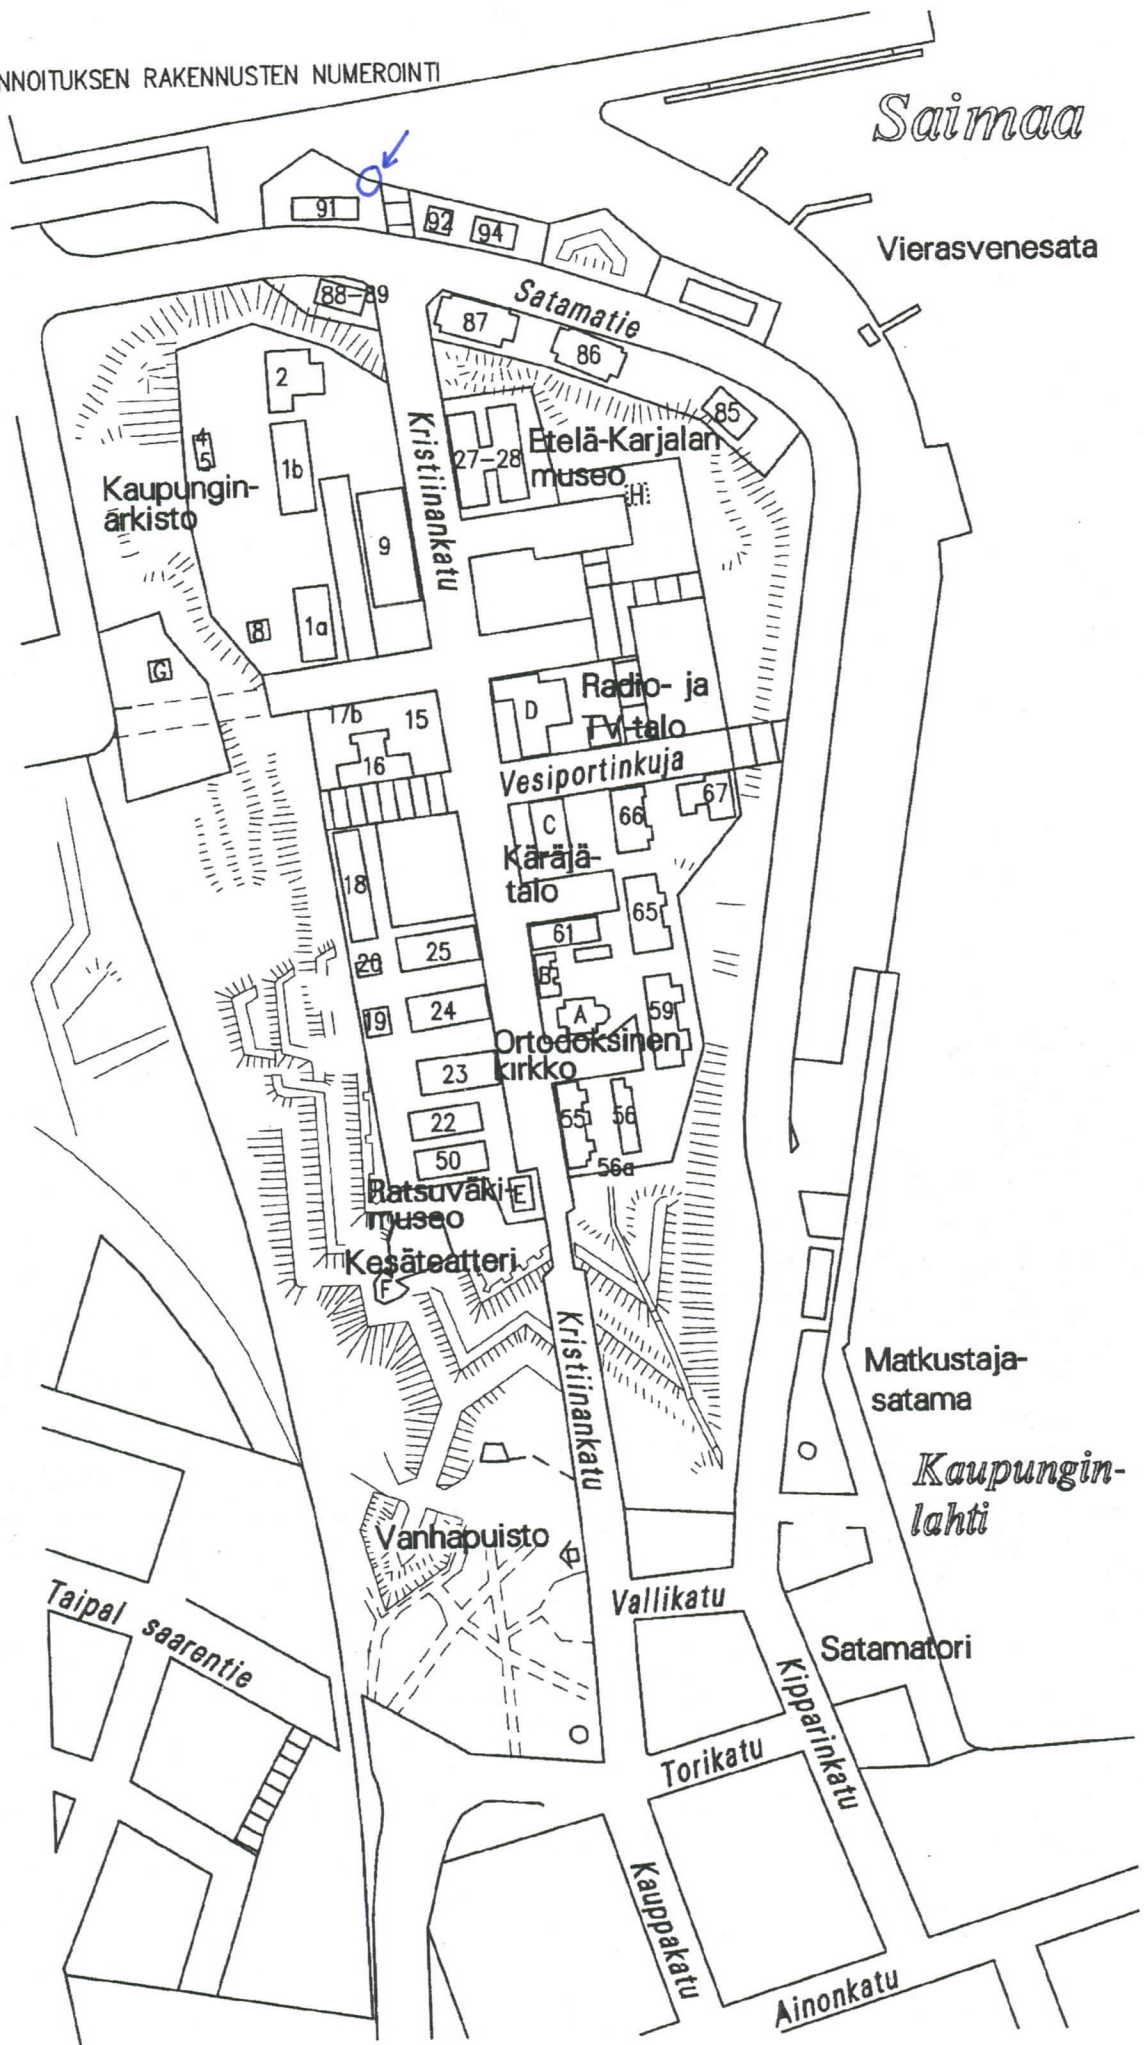 NNOITUKSEN RAKENNUSTEN NUMEROINTI
Saimaa
91
92
94
Vierasvenesata
88-89
Satamatie
87
86
2
85
Kristiinankatu
4
5
1b
27-28
Etelä-Karjalan
museo
H
Kaupungin-
arkisto
9
8
1a
G
17b
15
D
Radio- ja
TV-talo
16
Vesiportinkuja
67
66
C
Käräjä-
talo
18
65
61
25
20
B
24
A
59
19
Ortodoksinen
kirkko
23
22
55
56
50
56a
Ratsuväki-
museo
E
Kesäteatteri
F
Kristiinankatu
Matkustaja-
satama
Kaupungin-
lahti
Vanhapuisto
Vallikatu
Taipal saarentie
Satamatori
Kipparinkatu
Torikatu
Kauppakatu
Ainonkatu